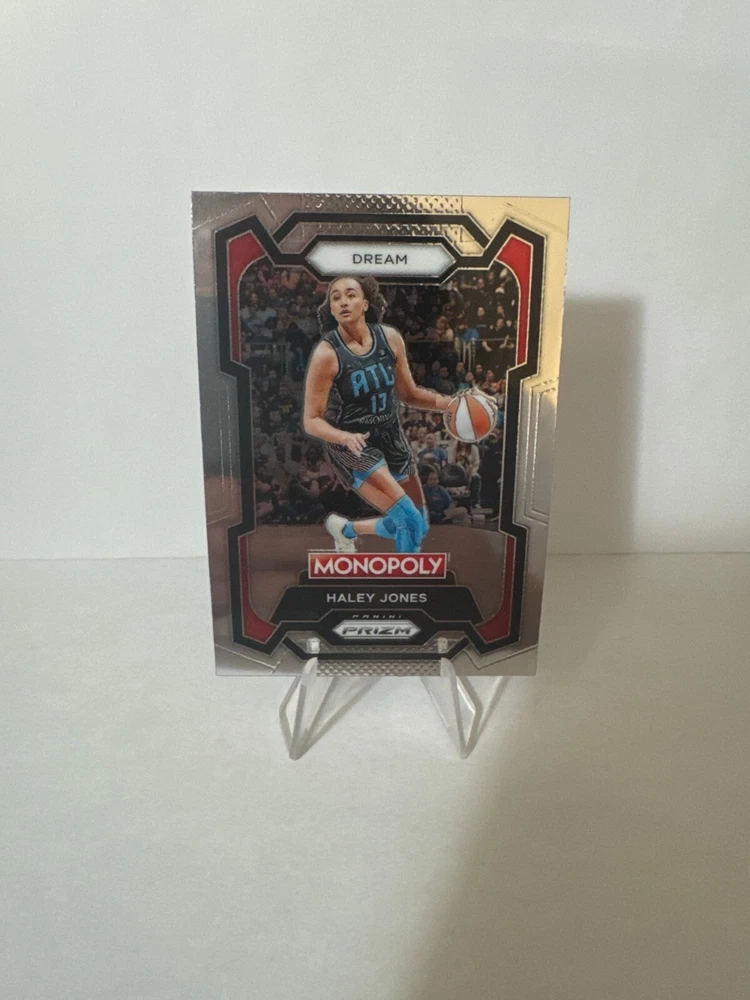 DREAM
ATL
13
MONOPOLY
HALEY JONES
PANINI
PRIZM